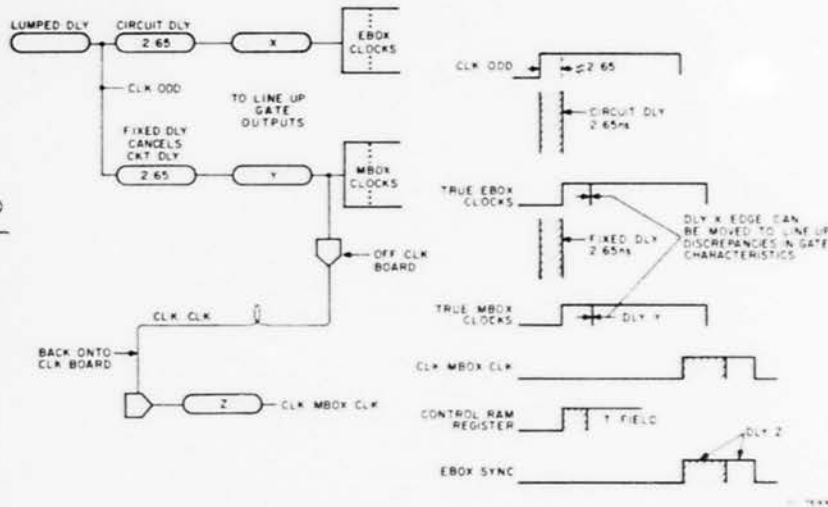 LUMPED DLY
CIRCUIT DLY
2.65
X
EBOX
CLOCKS
CLK ODD
TO LINE UP
GATE
OUTPUTS
FIXED DLY
CANCELS
CKT DLY
2.65
Y
MBOX
CLOCKS
OFF CLK
BOARD
CLK CLK
BACK ONTO
CLK BOARD
Z
CLK MBOX CLK
CLK ODD
2.65
CIRCUIT DLY
2.65ns
TRUE EBOX
CLOCKS
FIXED DLY
2.65ns
DLY X EDGE CAN
BE MOVED TO LINE UP
DISCREPANCIES IN GATE
CHARACTERISTICS
TRUE MBOX
CLOCKS
DLY Y
CLK MBOX CLK
CONTROL RAM
REGISTER
T FIELD
DLY Z
EBOX SYNC